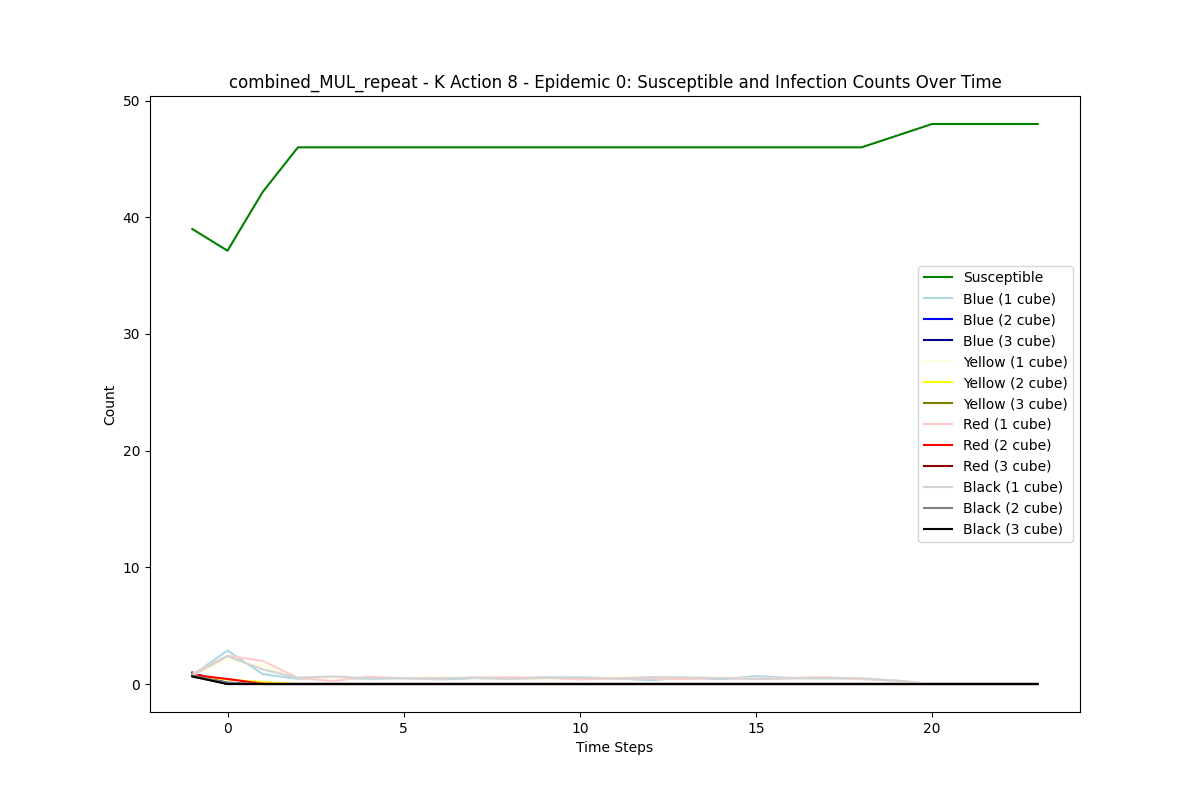 combined_MUL_repeat - K Action 8 - Epidemic 0: Susceptible and Infection Counts Over Time
50
40
30
20
10
0
Count
Susceptible
Blue (1 cube)
Blue (2 cube)
Blue (3 cube)
Yellow (1 cube)
Yellow (2 cube)
Yellow (3 cube)
Red (1 cube)
Red (2 cube)
Red (3 cube)
Black (1 cube)
Black (2 cube)
Black (3 cube)
0 5 10 15 20
Time Steps